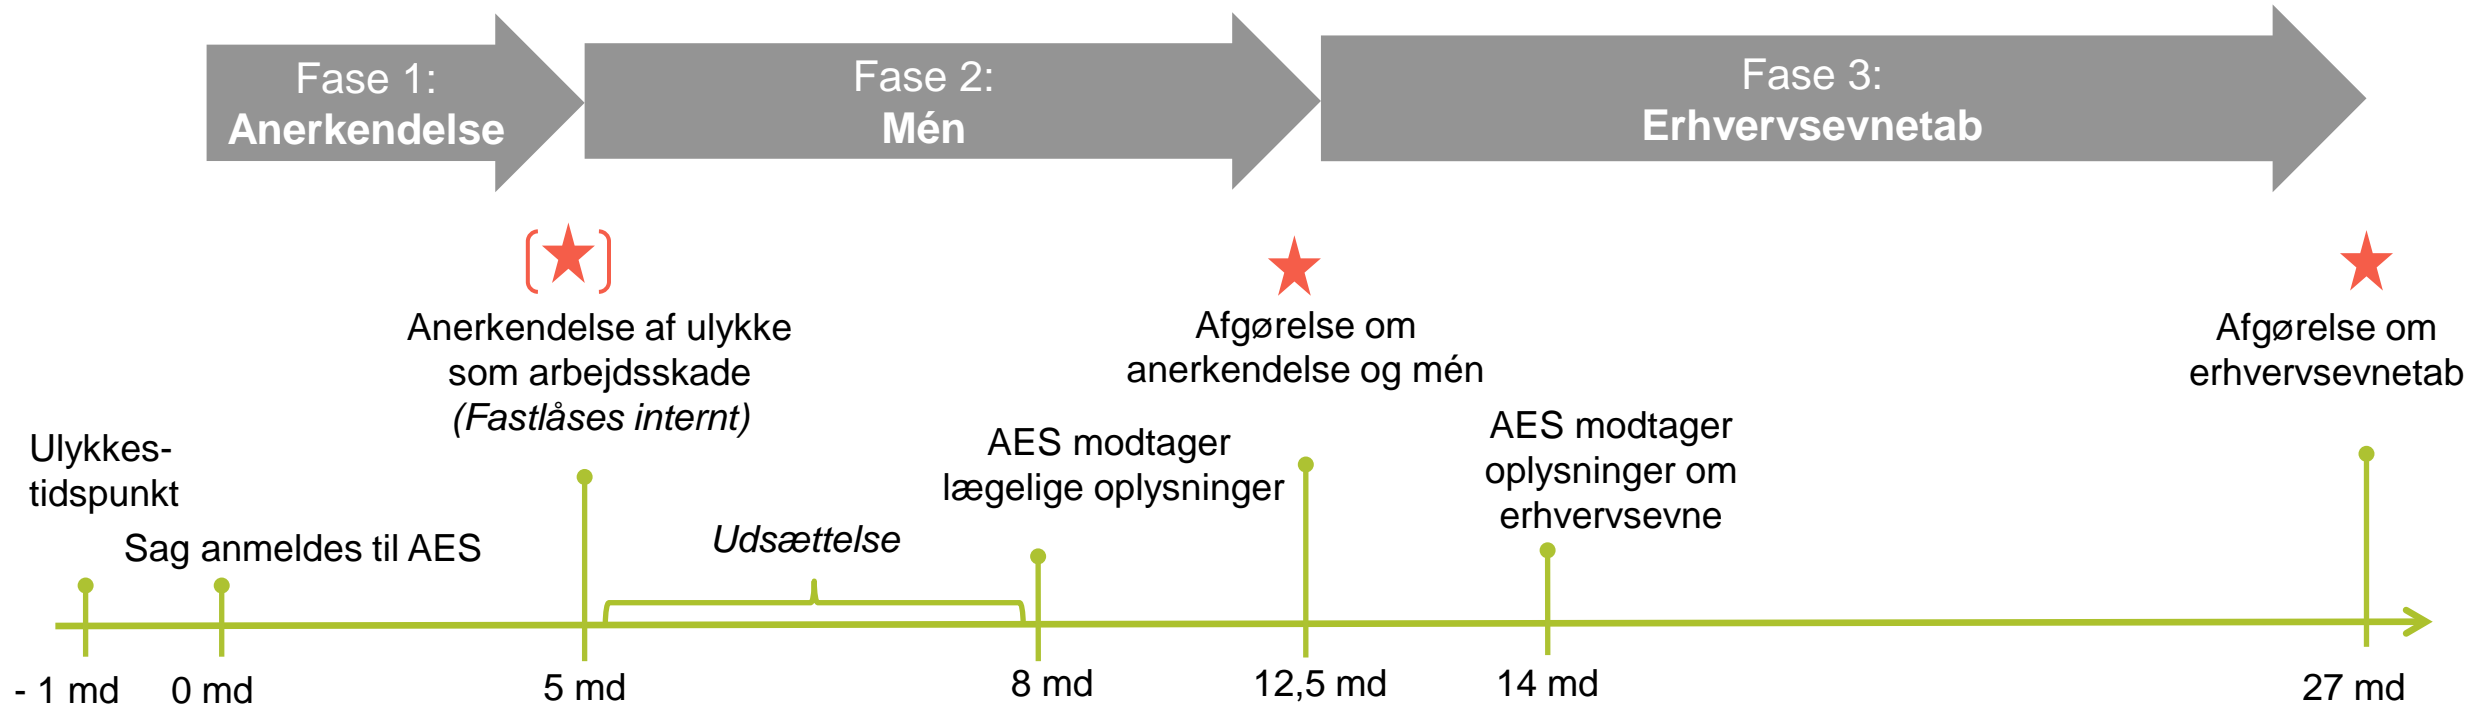 Fase 1:
Anerkendelse
Fase 2:
Mén
Fase 3:
Erhvervsevnetab
Anerkendelse af ulykke
som arbejdsskade
(Fastlåses internt)
Afgørelse om
anerkendelse og mén
Afgørelse om
erhvervsevnetab
Ulykkes-
tidspunkt
Sag anmeldes til AES
Udsættelse
AES modtager
lægelige oplysninger
AES modtager
oplysninger om
erhvervsevne
- 1 md
0 md
5 md
8 md
12,5 md
14 md
27 md